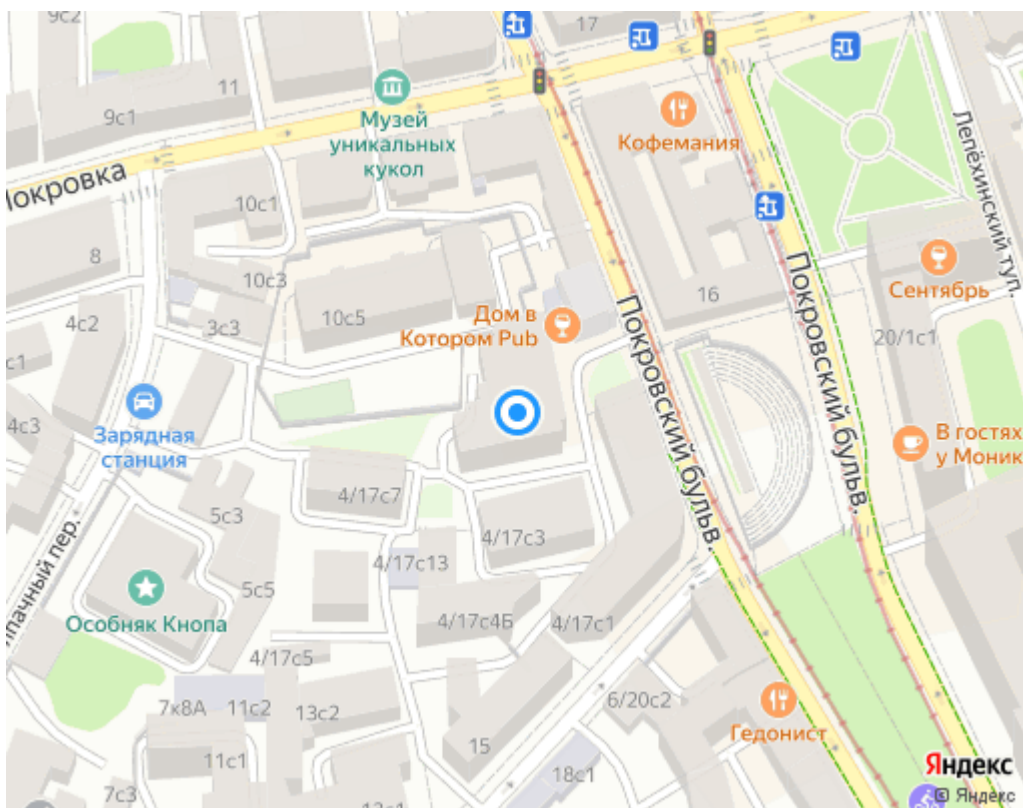 9с2
17
11
9с1
Музей
уникальных
кукол
Кофемания
Покровка
Лепёхинский туп.
10с1
8
10с3
Покровский бульв.
Сентябрь
16
Дом в
Котором Pub
10с5
3с3
4с2
Покровский бульв.
20/1с1
с1
4с3
Зарядная
станция
В гостях
у Моник
4/17с7
5с3
4/17с3
4/17с13
пачный пер.
5с5
Особняк Кнопа
4/17с4Б
4/17с1
4/17с5
7к8А
11с2
13с2
6/20с2
Гедонист
15
11с1
18с1
7с3
Яндекс
Яндекс